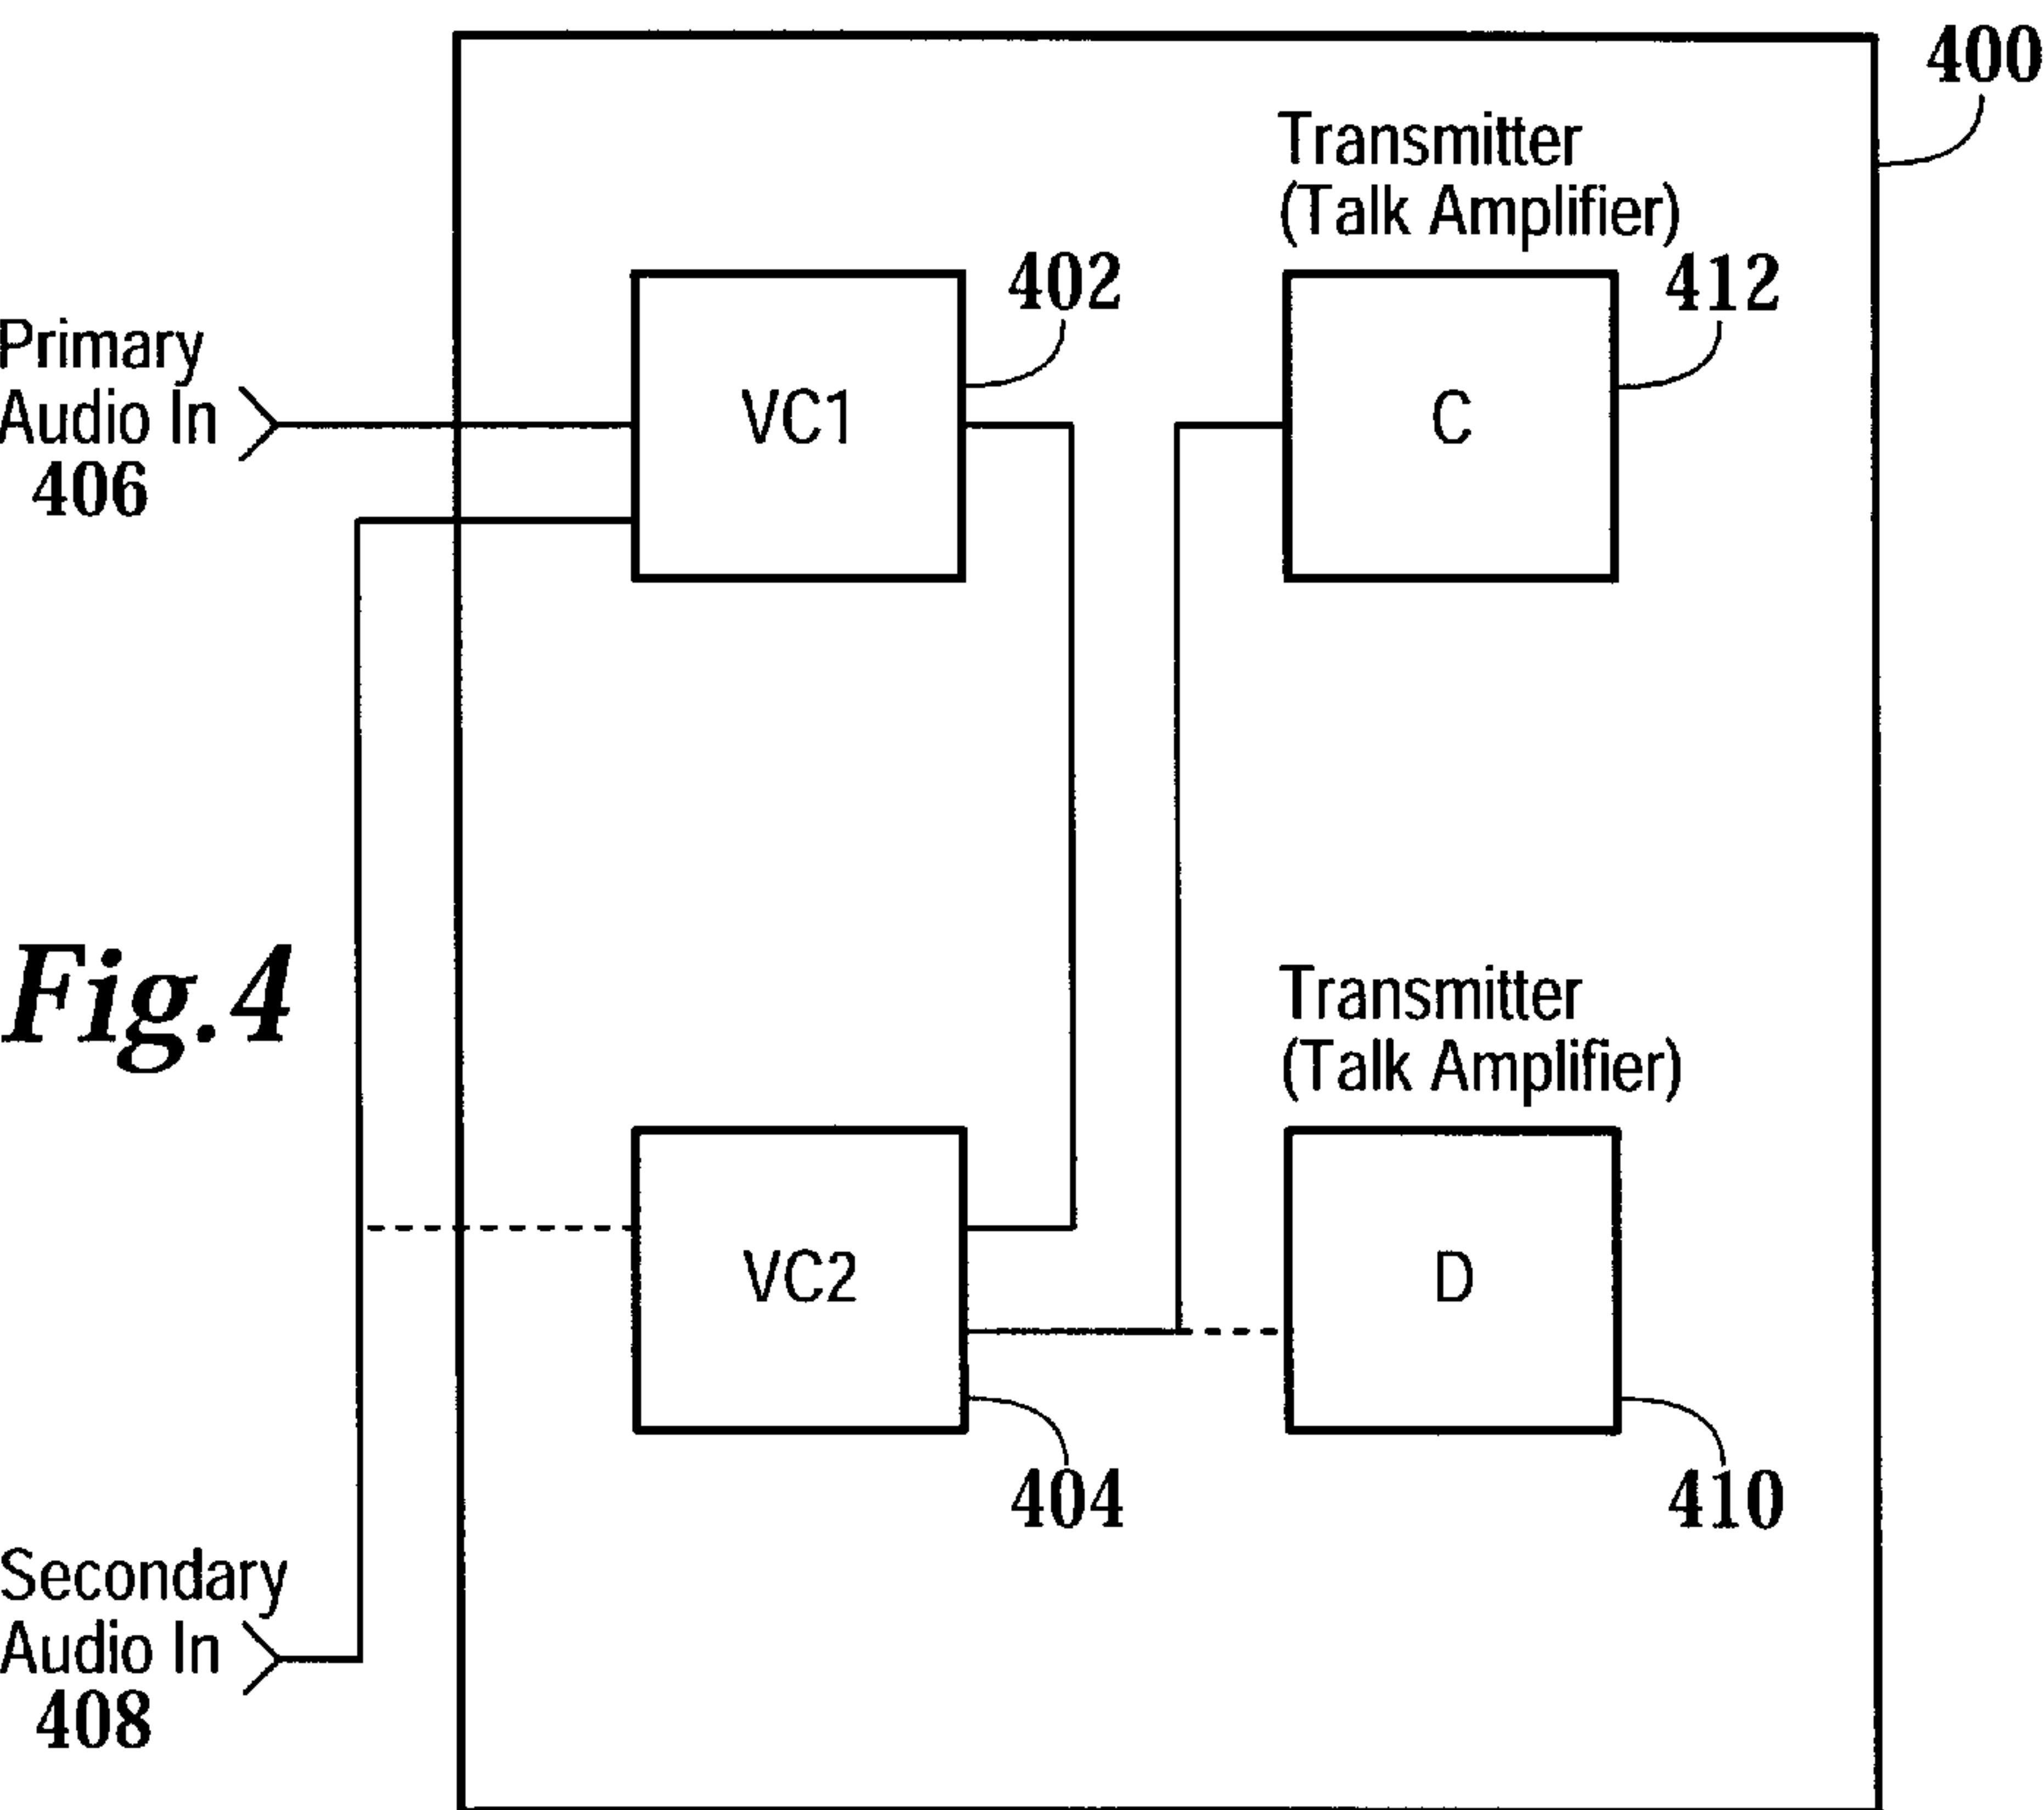 400
Transmitter
(Talk Amplifier)
402
412
Primary
Audio In
406
VC1
C
Fig.4
Transmitter
(Talk Amplifier)
VC2
D
404
410
Secondary
Audio In
408